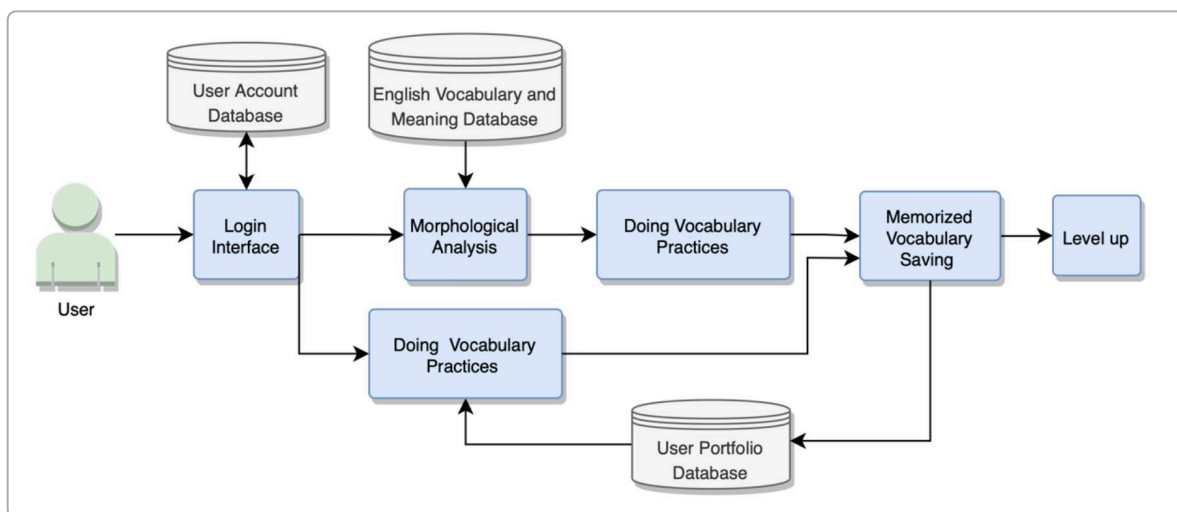 User Account
Database
English Vocabulary and
Meaning Database
User
Login
Interface
Morphological
Analysis
Doing Vocabulary
Practices
Memorized
Vocabulary
Saving
Level up
Doing Vocabulary
Practices
User Portfolio
Database